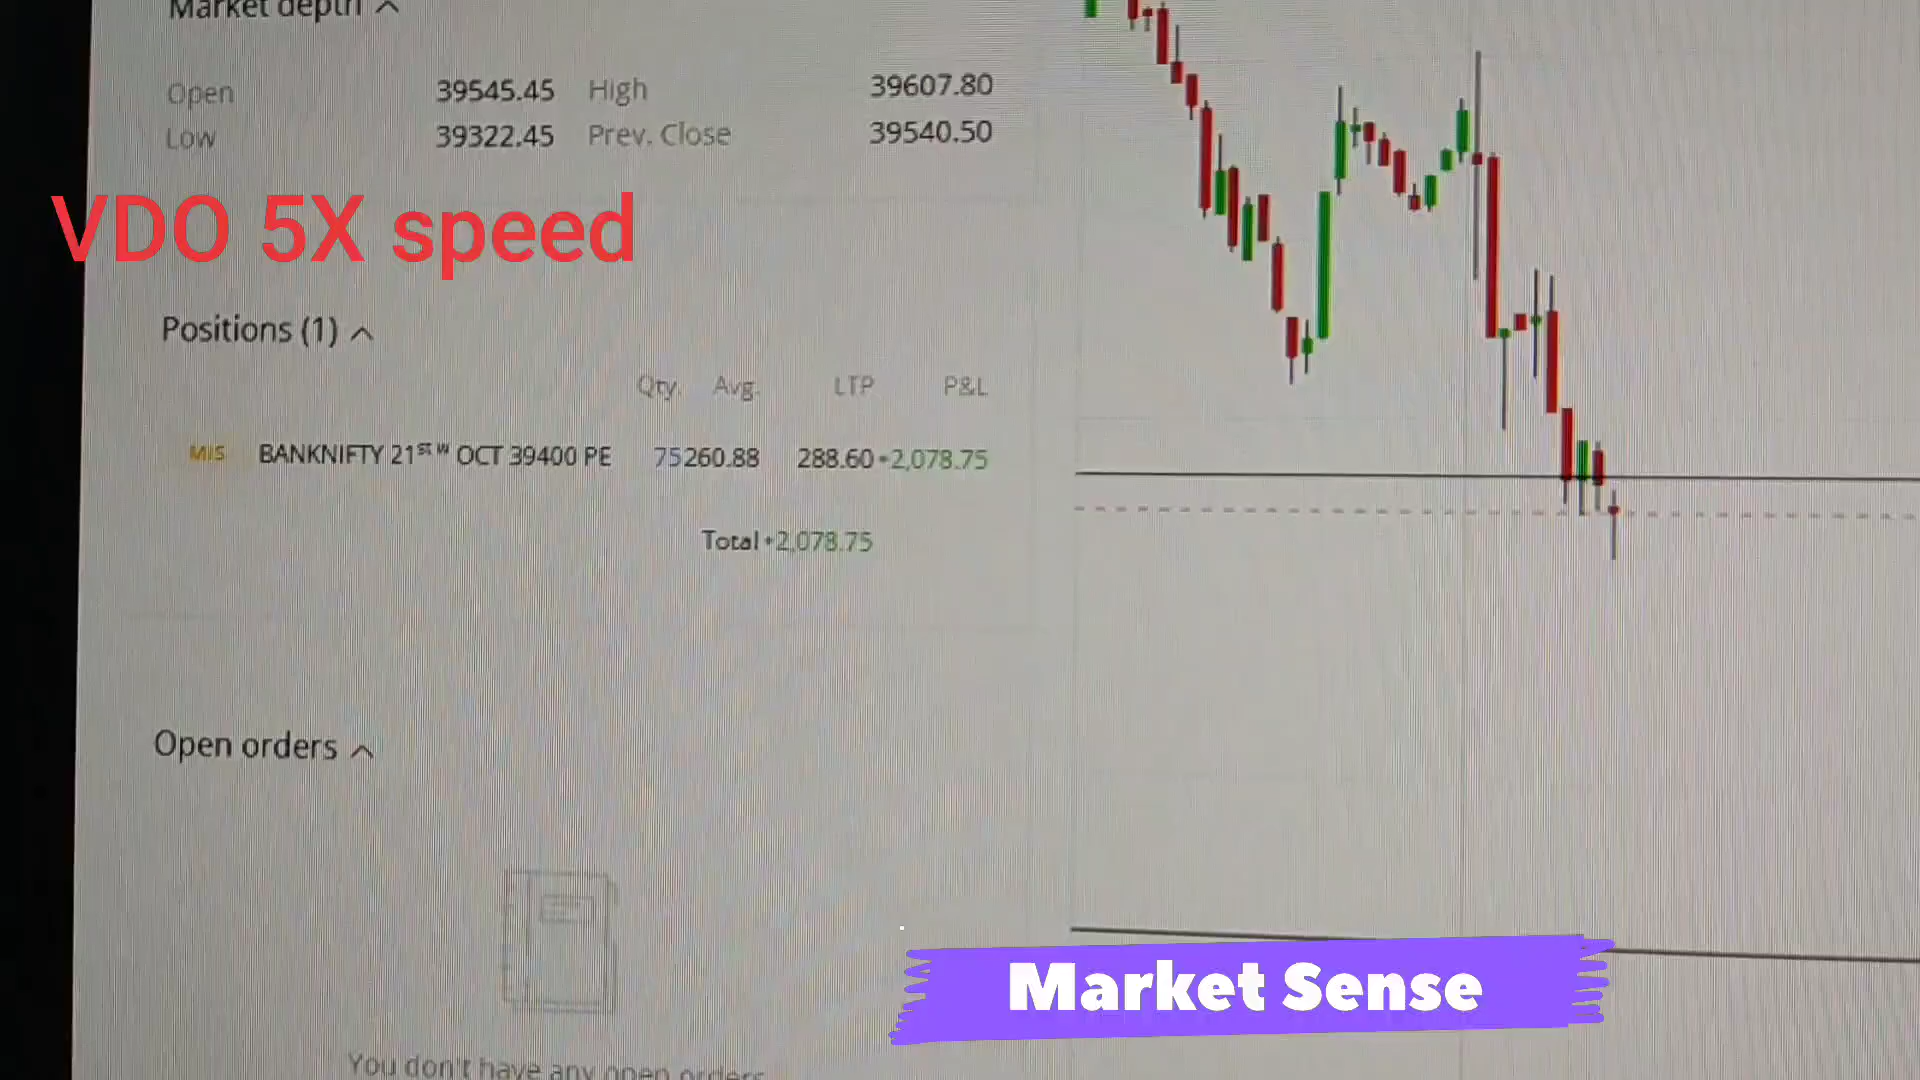 Market depth
Open 39545.45 High 39607.80
Low 39322.45 Prev. Close 39540.50
VDO 5X speed
Positions (1)
Qty. Avg. LTP P&L
MIS BANKNIFTY 21ST W OCT 39400 PE 75 260.88 288.60 +2,078.75
Total +2,078.75
Open orders
Market Sense
You don't have any open orders